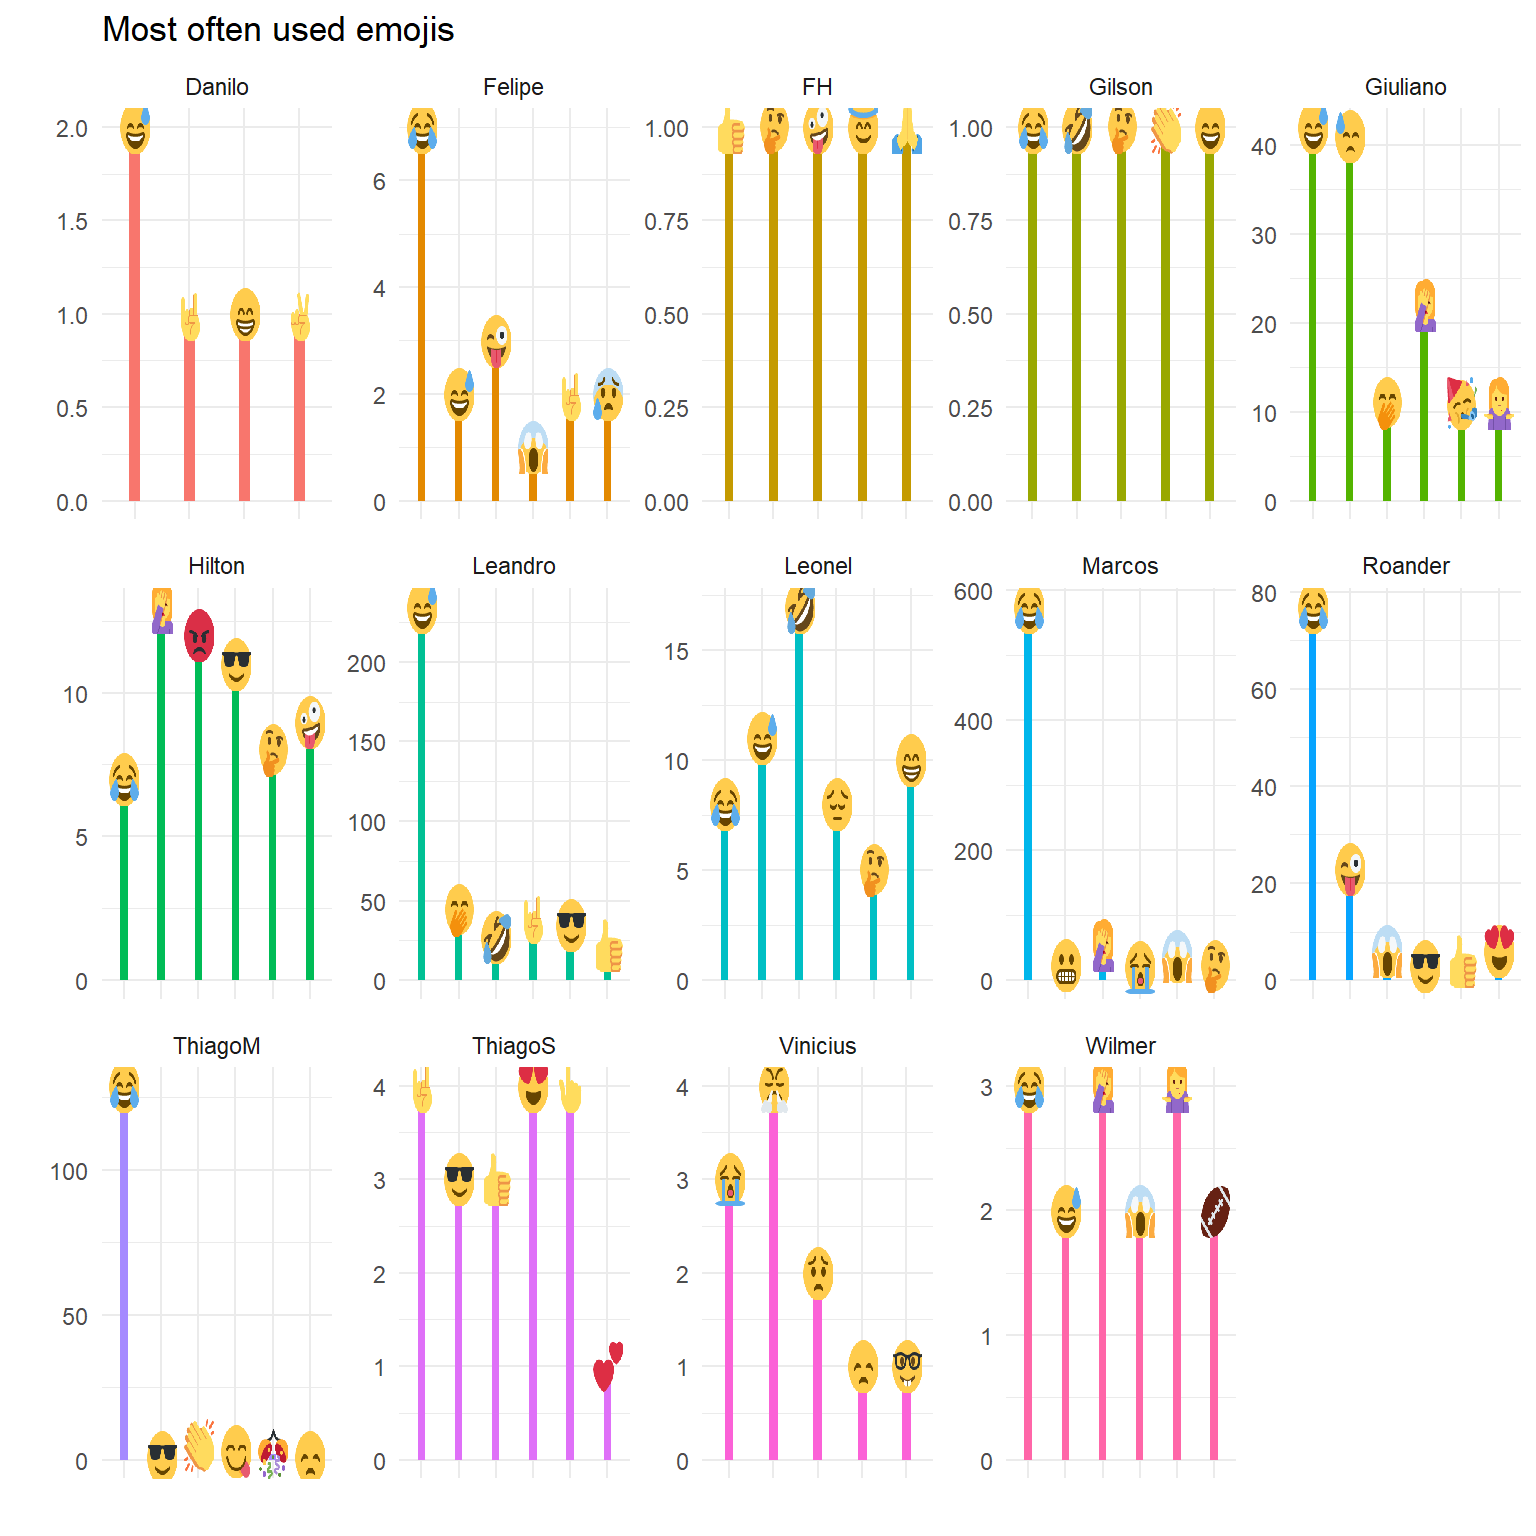 Most often used emojis
Danilo Felipe FH Gilson Giuliano
2.0 1.5 1.0 0.5 0.0
6 4 2 0
1.00 0.75 0.50 0.25 0.00
1.00 0.75 0.50 0.25 0.00
40 30 20 10 0
Hilton Leandro Leonel Marcos Roander
10 5 0
200 150 100 50 0
15 10 5 0
600 400 200 0
80 60 40 20 0
ThiagoM ThiagoS Vinicius Wilmer
100 50 0
4 3 2 1 0
4 3 2 1 0
3 2 1 0